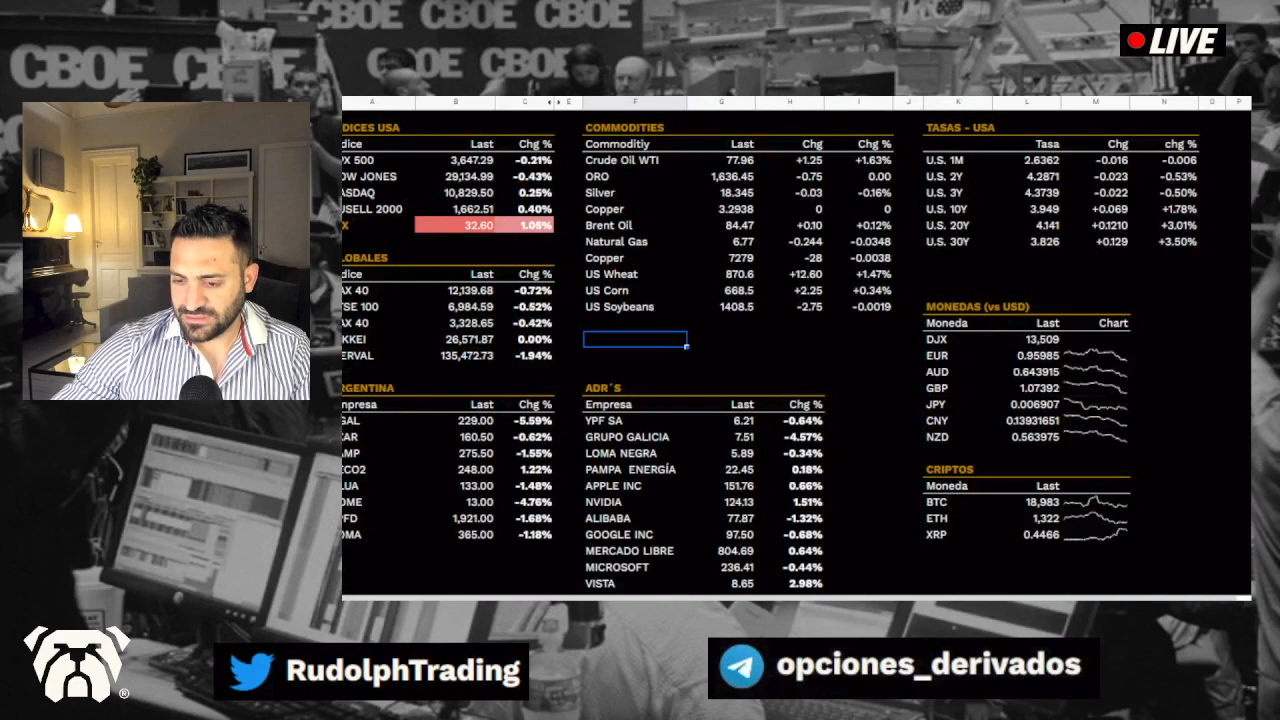 CBOE CBOE CBOE
CBOE CBOE
CBOE CBOE
LIVE
A B C E F G H I J K L M N O P
DICES USA
dice Last Chg %
PX 500 3,647.29 -0.21%
OW JONES 29,134.99 -0.43%
ASDAQ 10,829.50 0.25%
USELL 2000 1,662.51 0.40%
X 32.60 1.05%
LOBALES
dice Last Chg %
AX 40 12,139.68 -0.72%
TSE 100 6,984.59 -0.52%
AX 40 3,328.65 -0.42%
KKEI 26,571.87 0.00%
ERVAL 135,472.73 -1.94%
RGENTINA
mpresa Last Chg %
GAL 229.00 -5.59%
AR 160.50 -0.62%
AMP 275.50 -1.55%
ECO2 248.00 1.22%
LUA 133.00 -1.48%
OME 13.00 -4.76%
PFD 1,921.00 -1.68%
OMA 365.00 -1.18%
COMMODITIES
Commoditiy Last Chg Chg %
Crude Oil WTI 77.96 +1.25 +1.63%
ORO 1,636.45 -0.75 0.00
Silver 18.345 -0.03 -0.16%
Copper 3.2938 0 0
Brent Oil 84.47 +0.10 +0.12%
Natural Gas 6.77 -0.244 -0.0348
Copper 7279 -28 -0.0038
US Wheat 870.6 +12.60 +1.47%
US Corn 668.5 +2.25 +0.34%
US Soybeans 1408.5 -2.75 -0.0019
ADR´S
Empresa Last Chg %
YPF SA 6.21 -0.64%
GRUPO GALICIA 7.51 -4.57%
LOMA NEGRA 5.89 -0.34%
PAMPA ENERGÍA 22.45 0.18%
APPLE INC 151.76 0.66%
NVIDIA 124.13 1.51%
ALIBABA 77.87 -1.32%
GOOGLE INC 97.50 -0.68%
MERCADO LIBRE 804.69 0.64%
MICROSOFT 236.41 -0.44%
VISTA 8.65 2.98%
TASAS - USA
Tasa Chg chg %
U.S. 1M 2.6362 -0.016 -0.006
U.S. 2Y 4.2871 -0.023 -0.53%
U.S. 3Y 4.3739 -0.022 -0.50%
U.S. 10Y 3.949 +0.069 +1.78%
U.S. 20Y 4.141 +0.1210 +3.01%
U.S. 30Y 3.826 +0.129 +3.50%
MONEDAS (vs USD)
Moneda Last Chart
DJX 13,509
EUR 0.95985
AUD 0.643915
GBP 1.07392
JPY 0.006907
CNY 0.13931651
NZD 0.563975
CRIPTOS
Moneda Last
BTC 18,983
ETH 1,322
XRP 0.4466
RudolphTrading
opciones_derivados
®